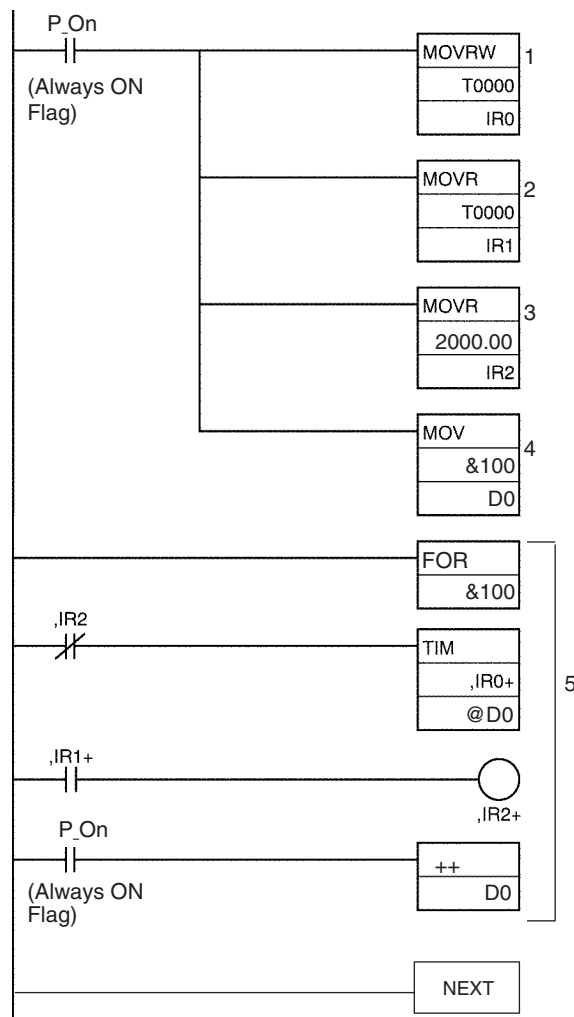 P_On
(Always ON
Flag)
MOVRW
T0000
IR0
1
MOVR
T0000
IR1
2
MOVR
2000.00
IR2
3
MOV
&100
D0
4
FOR
&100
,IR2
TIM
,IR0+
@D0
5
,IR1+
,IR2+
P_On
(Always ON
Flag)
++
D0
NEXT